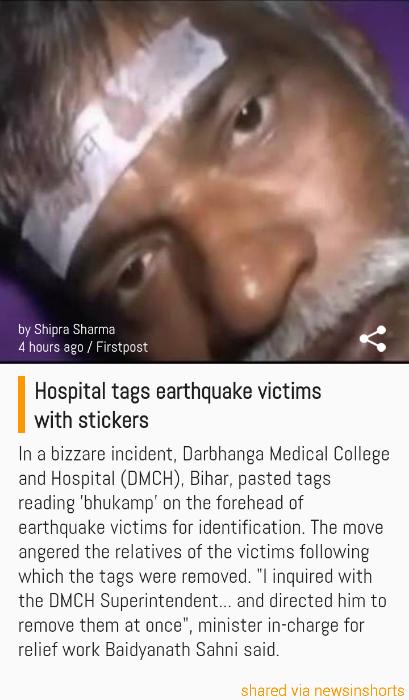 by Shipra Sharma
4 hours ago / Firstpost
Hospital tags earthquake victims
with stickers
In a bizzare incident, Darbhanga Medical College
and Hospital (DMCH), Bihar, pasted tags
reading 'bhukamp' on the forehead of
earthquake victims for identification. The move
angered the relatives of the victims following
which the tags were removed. "I inquired with
the DMCH Superintendent... and directed him to
remove them at once", minister in-charge for
relief work Baidyanath Sahni said.
shared via newsinshorts